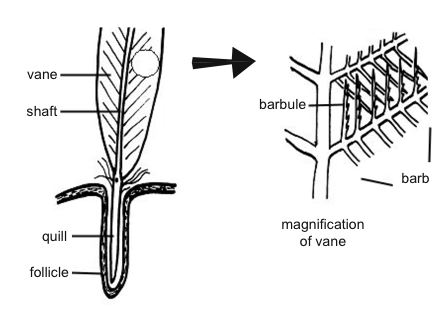 vane
shaft
quill
follicle
barbule
barb
magnification
of vane